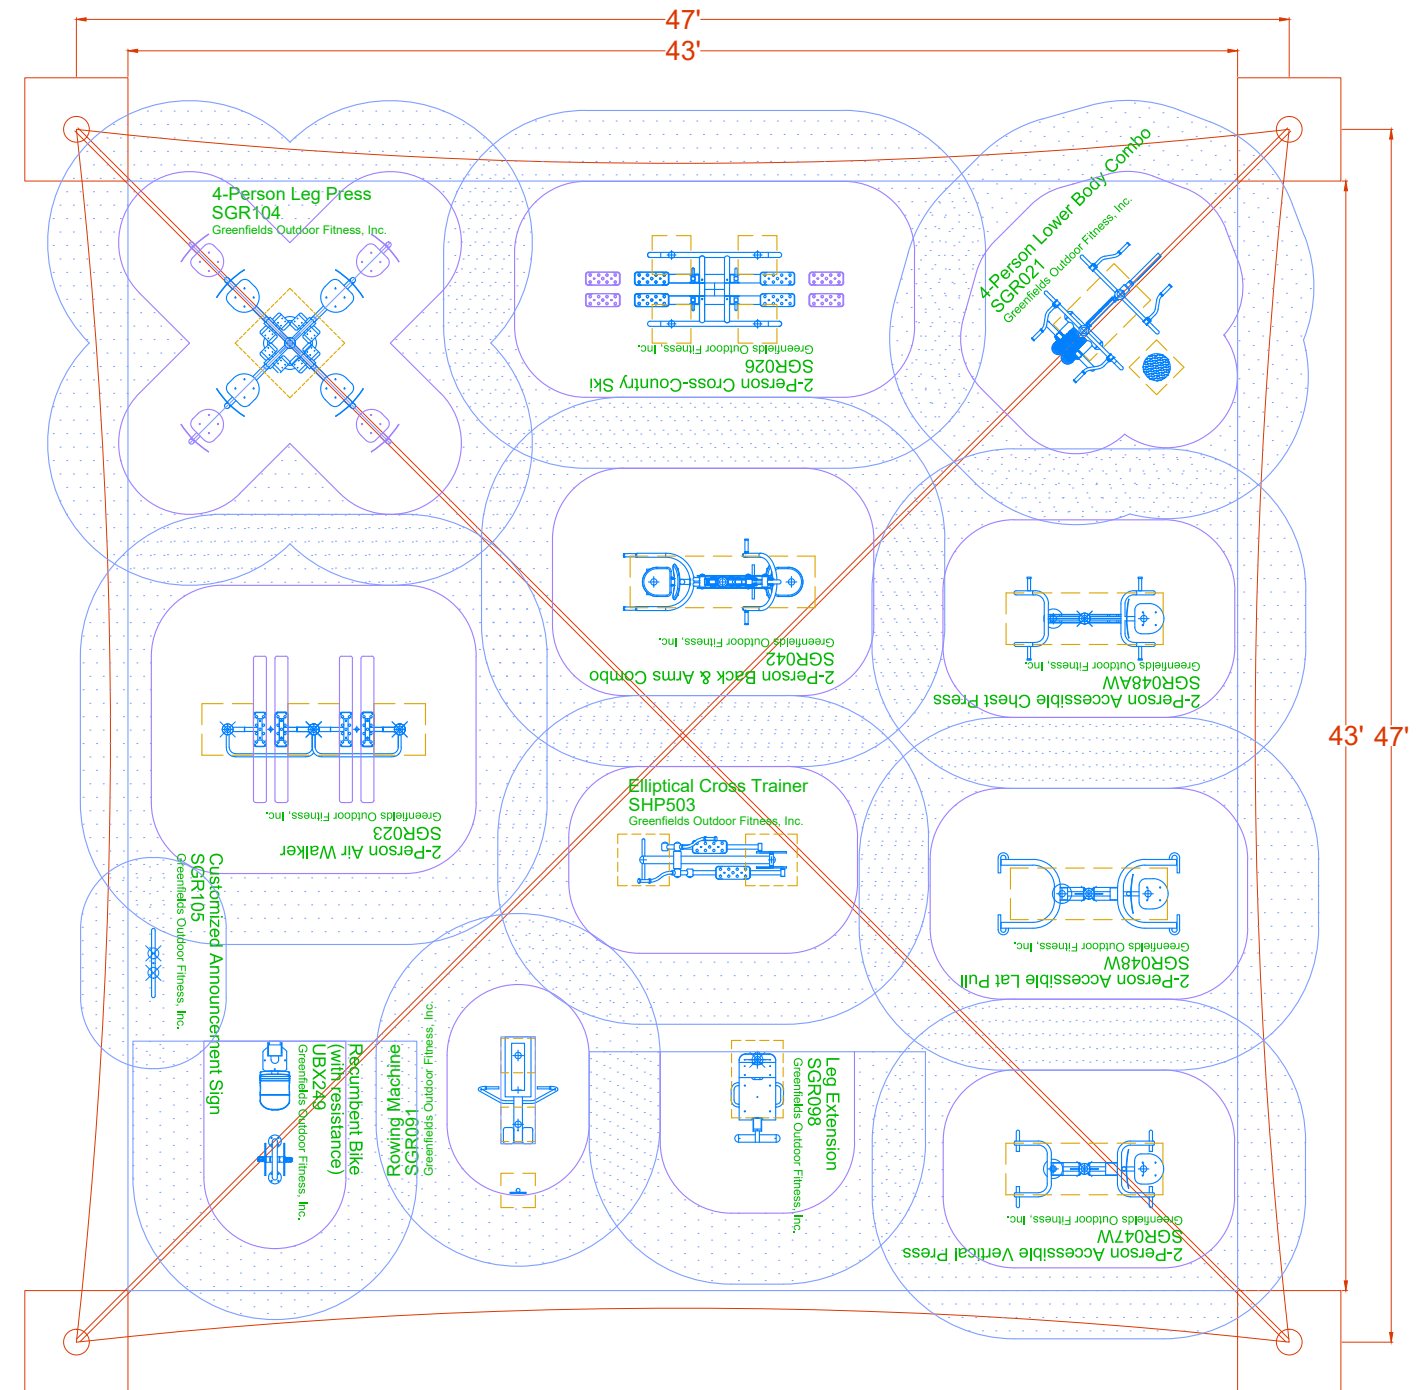 47'
43'
4-Person Leg Press
SGR104
Greenfields Outdoor Fitness, Inc.
2-Person Cross-Country Ski
SGR026
Greenfields Outdoor Fitness, Inc.
4-Person Lower Body Combo
SGR021
Greenfields Outdoor Fitness, Inc.
2-Person Back & Arms Combo
SGR042
Greenfields Outdoor Fitness, Inc.
2-Person Accessible Chest Press
SGR048AW
Greenfields Outdoor Fitness, Inc.
43' 47'
Elliptical Cross Trainer
SHP503
Greenfields Outdoor Fitness, Inc.
2-Person Air Walker
SGR023
Greenfields Outdoor Fitness, Inc.
Customized Announcement Sign
SGR105
Greenfields Outdoor Fitness, Inc.
2-Person Accessible Lat Pull
SGR048W
Greenfields Outdoor Fitness, Inc.
Recumbent Bike
(with resistance)
UBX249
Greenfields Outdoor Fitness, Inc.
Rowing Machine
SGR091
Greenfields Outdoor Fitness, Inc.
Leg Extension
SGR098
Greenfields Outdoor Fitness, Inc.
2-Person Accessible Vertical Press
SGR047W
Greenfields Outdoor Fitness, Inc.